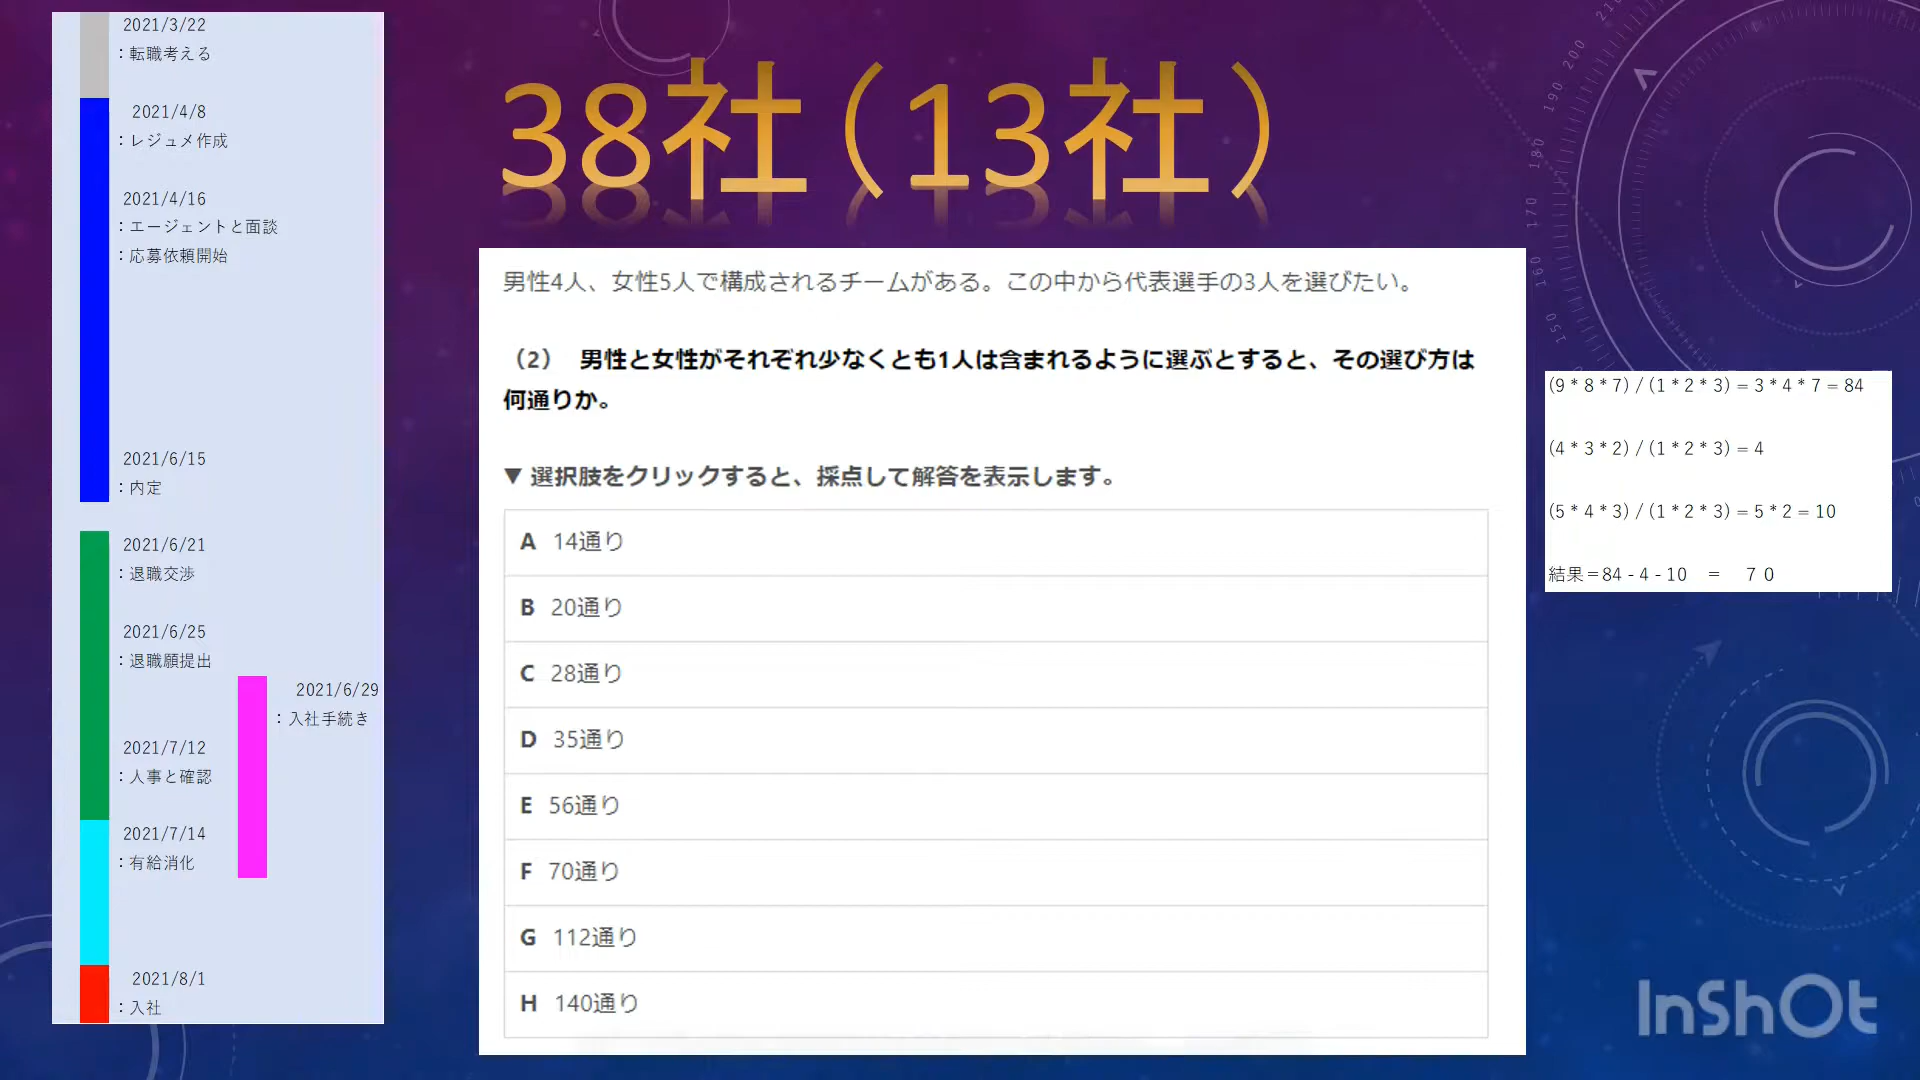 2021/3/22
：転職考える
2021/4/8
：レジュメ作成
2021/4/16
：エージェントと面談
：応募依頼開始
2021/6/15
：内定
2021/6/21
：退職交渉
2021/6/25
：退職願提出
2021/6/29
：入社手続き
2021/7/12
：人事と確認
2021/7/14
：有給消化
2021/8/1
：入社
38社（13社）
男性4人、女性5人で構成されるチームがある。この中から代表選手の3人を選びたい。
（2） 男性と女性がそれぞれ少なくとも1人は含まれるように選ぶとすると、その選び方は
何通りか。
▼ 選択肢をクリックすると、採点して解答を表示します。
A 14通り
B 20通り
C 28通り
D 35通り
E 56通り
F 70通り
G 112通り
H 140通り
(9 * 8 * 7) / (1 * 2 * 3) = 3 * 4 * 7 = 84
(4 * 3 * 2) / (1 * 2 * 3) = 4
(5 * 4 * 3) / (1 * 2 * 3) = 5 * 2 = 10
結果＝84 - 4 - 10 ＝ ７０
210
200
190
180
170
160
150
InShOt